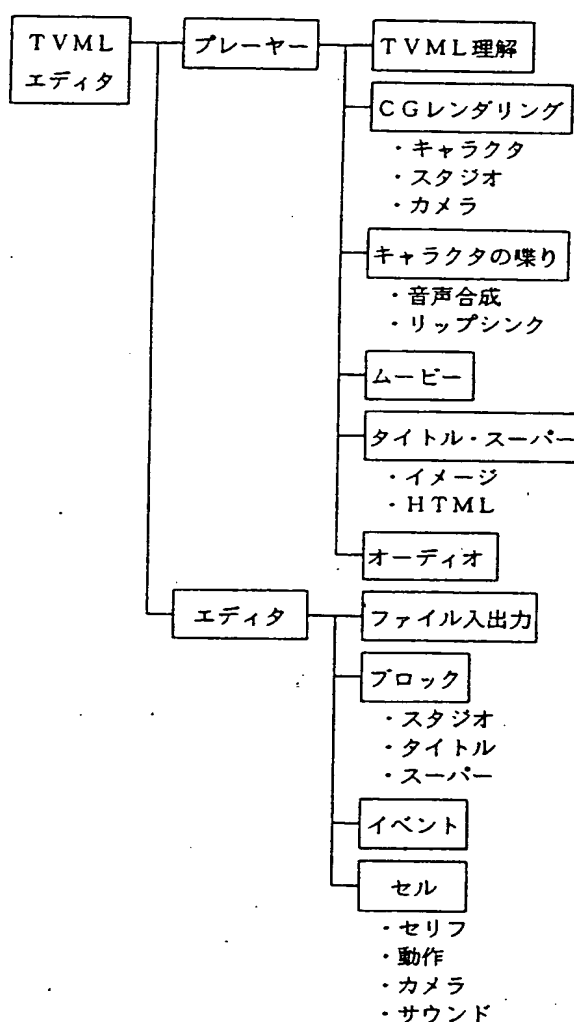 ＴＶＭＬ
エディタ
プレーヤー
ＴＶＭＬ理解
ＣＧレンダリング
・キャラクタ
・スタジオ
・カメラ
キャラクタの喋り
・音声合成
・リップシンク
ムービー
タイトル・スーパー
・イメージ
・ＨＴＭＬ
オーディオ
エディタ
ファイル入出力
ブロック
・スタジオ
・タイトル
・スーパー
イベント
セル
・セリフ
・動作
・カメラ
・サウンド